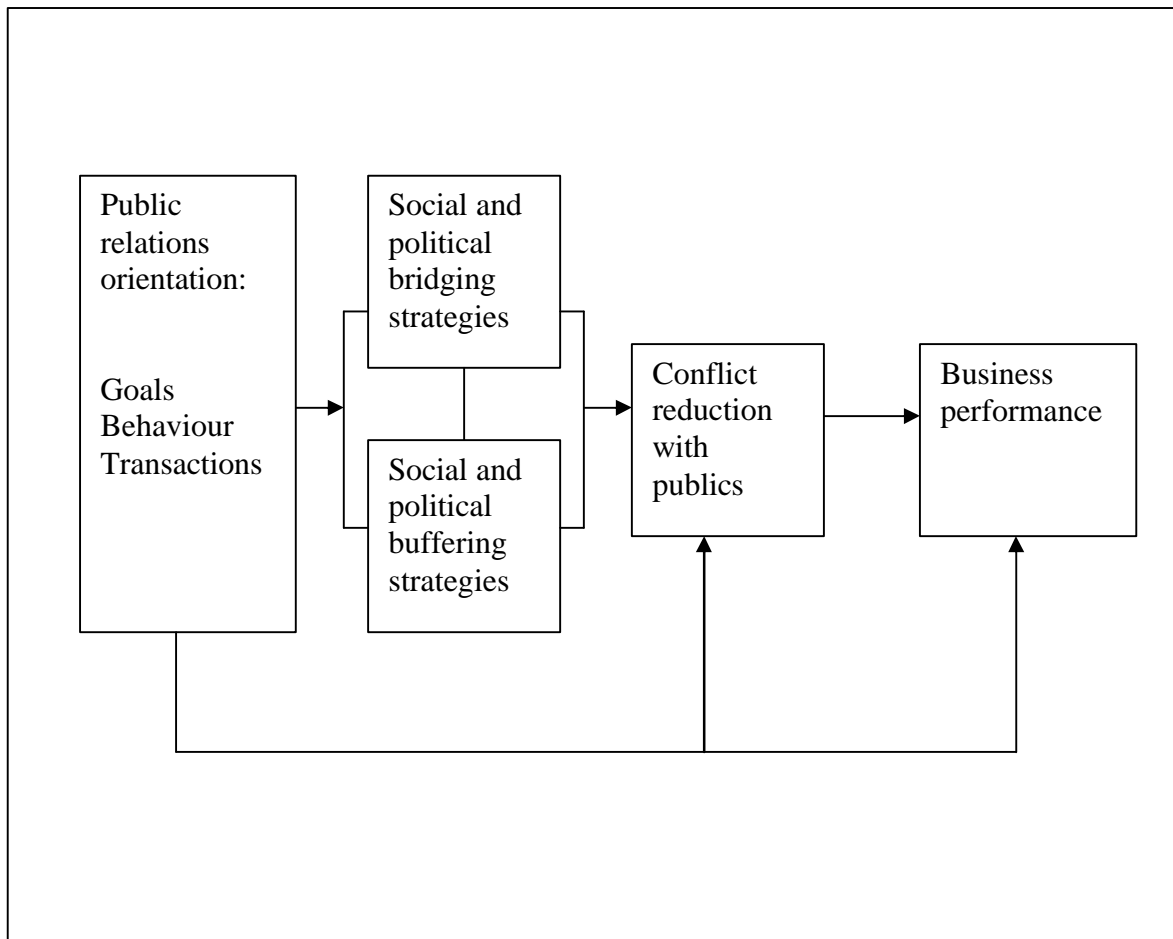 Public
relations
orientation:
Goals
Behaviour
Transactions
Social and
political
bridging
strategies
Social and
political
buffering
strategies
Conflict
reduction
with
publics
Business
performance